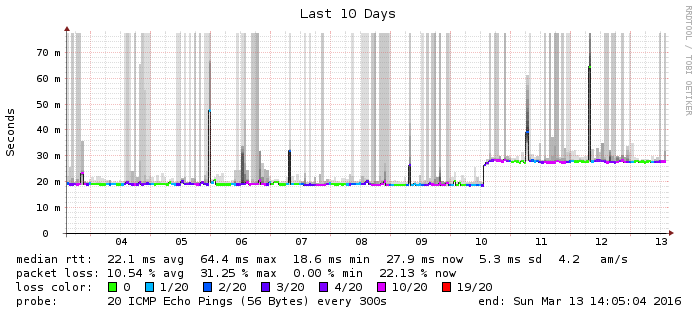 Last 10 Days
RRDTOOL / TOBI OETIKER
Seconds
70 m
60 m
50 m
40 m
30 m
20 m
10 m
0
04 05 06 07 08 09 10 11 12 13
median rtt: 22.1 ms avg 64.4 ms max 18.6 ms min 27.9 ms now 5.3 ms sd 4.2 am/s
packet loss: 10.54 % avg 31.25 % max 0.00 % min 22.13 % now
loss color: 0 1/20 2/20 3/20 4/20 10/20 19/20
probe: 20 ICMP Echo Pings (56 Bytes) every 300s end: Sun Mar 13 14:05:04 2016